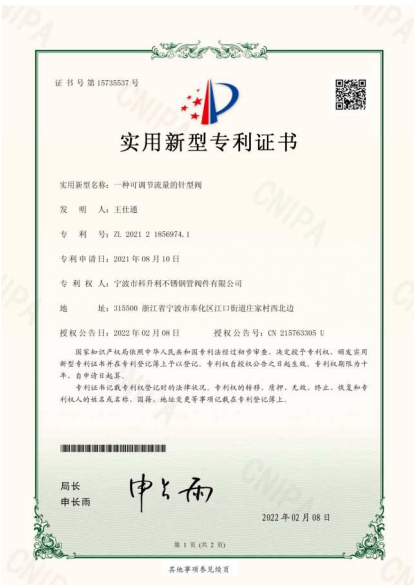 证书号第15735537号
实用新型专利证书
实用新型名称：一种可调节流量的针型阀
发 明 人：王仕通
专 利 号：ZL 2021 2 1856974.1
专利申请日：2021年08月10日
专 利 权 人：宁波市科升利不锈钢管阀件有限公司
地 址：315500 浙江省宁波市奉化区江口街道庄家村西北边
授权公告日：2022年02月08日 授权公告号：CN 215763305 U
国家知识产权局依照中华人民共和国专利法经过初步审查，决定授予专利权，颁发实用
新型专利证书并在专利登记簿上予以登记。专利权自授权公告之日起生效。专利权期限为十
年，自申请日起算。
专利证书记载专利权登记时的法律状况。专利权的转移、质押、无效、终止、恢复和专
利权人的姓名或名称、国籍、地址变更等事项记载在专利登记簿上。
局长
申长雨
申长雨
2022年02月08日
第 1 页 (共 2 页)
其他事项参见续页
CNIPA
CNIPA
CNIPA
CNIPA